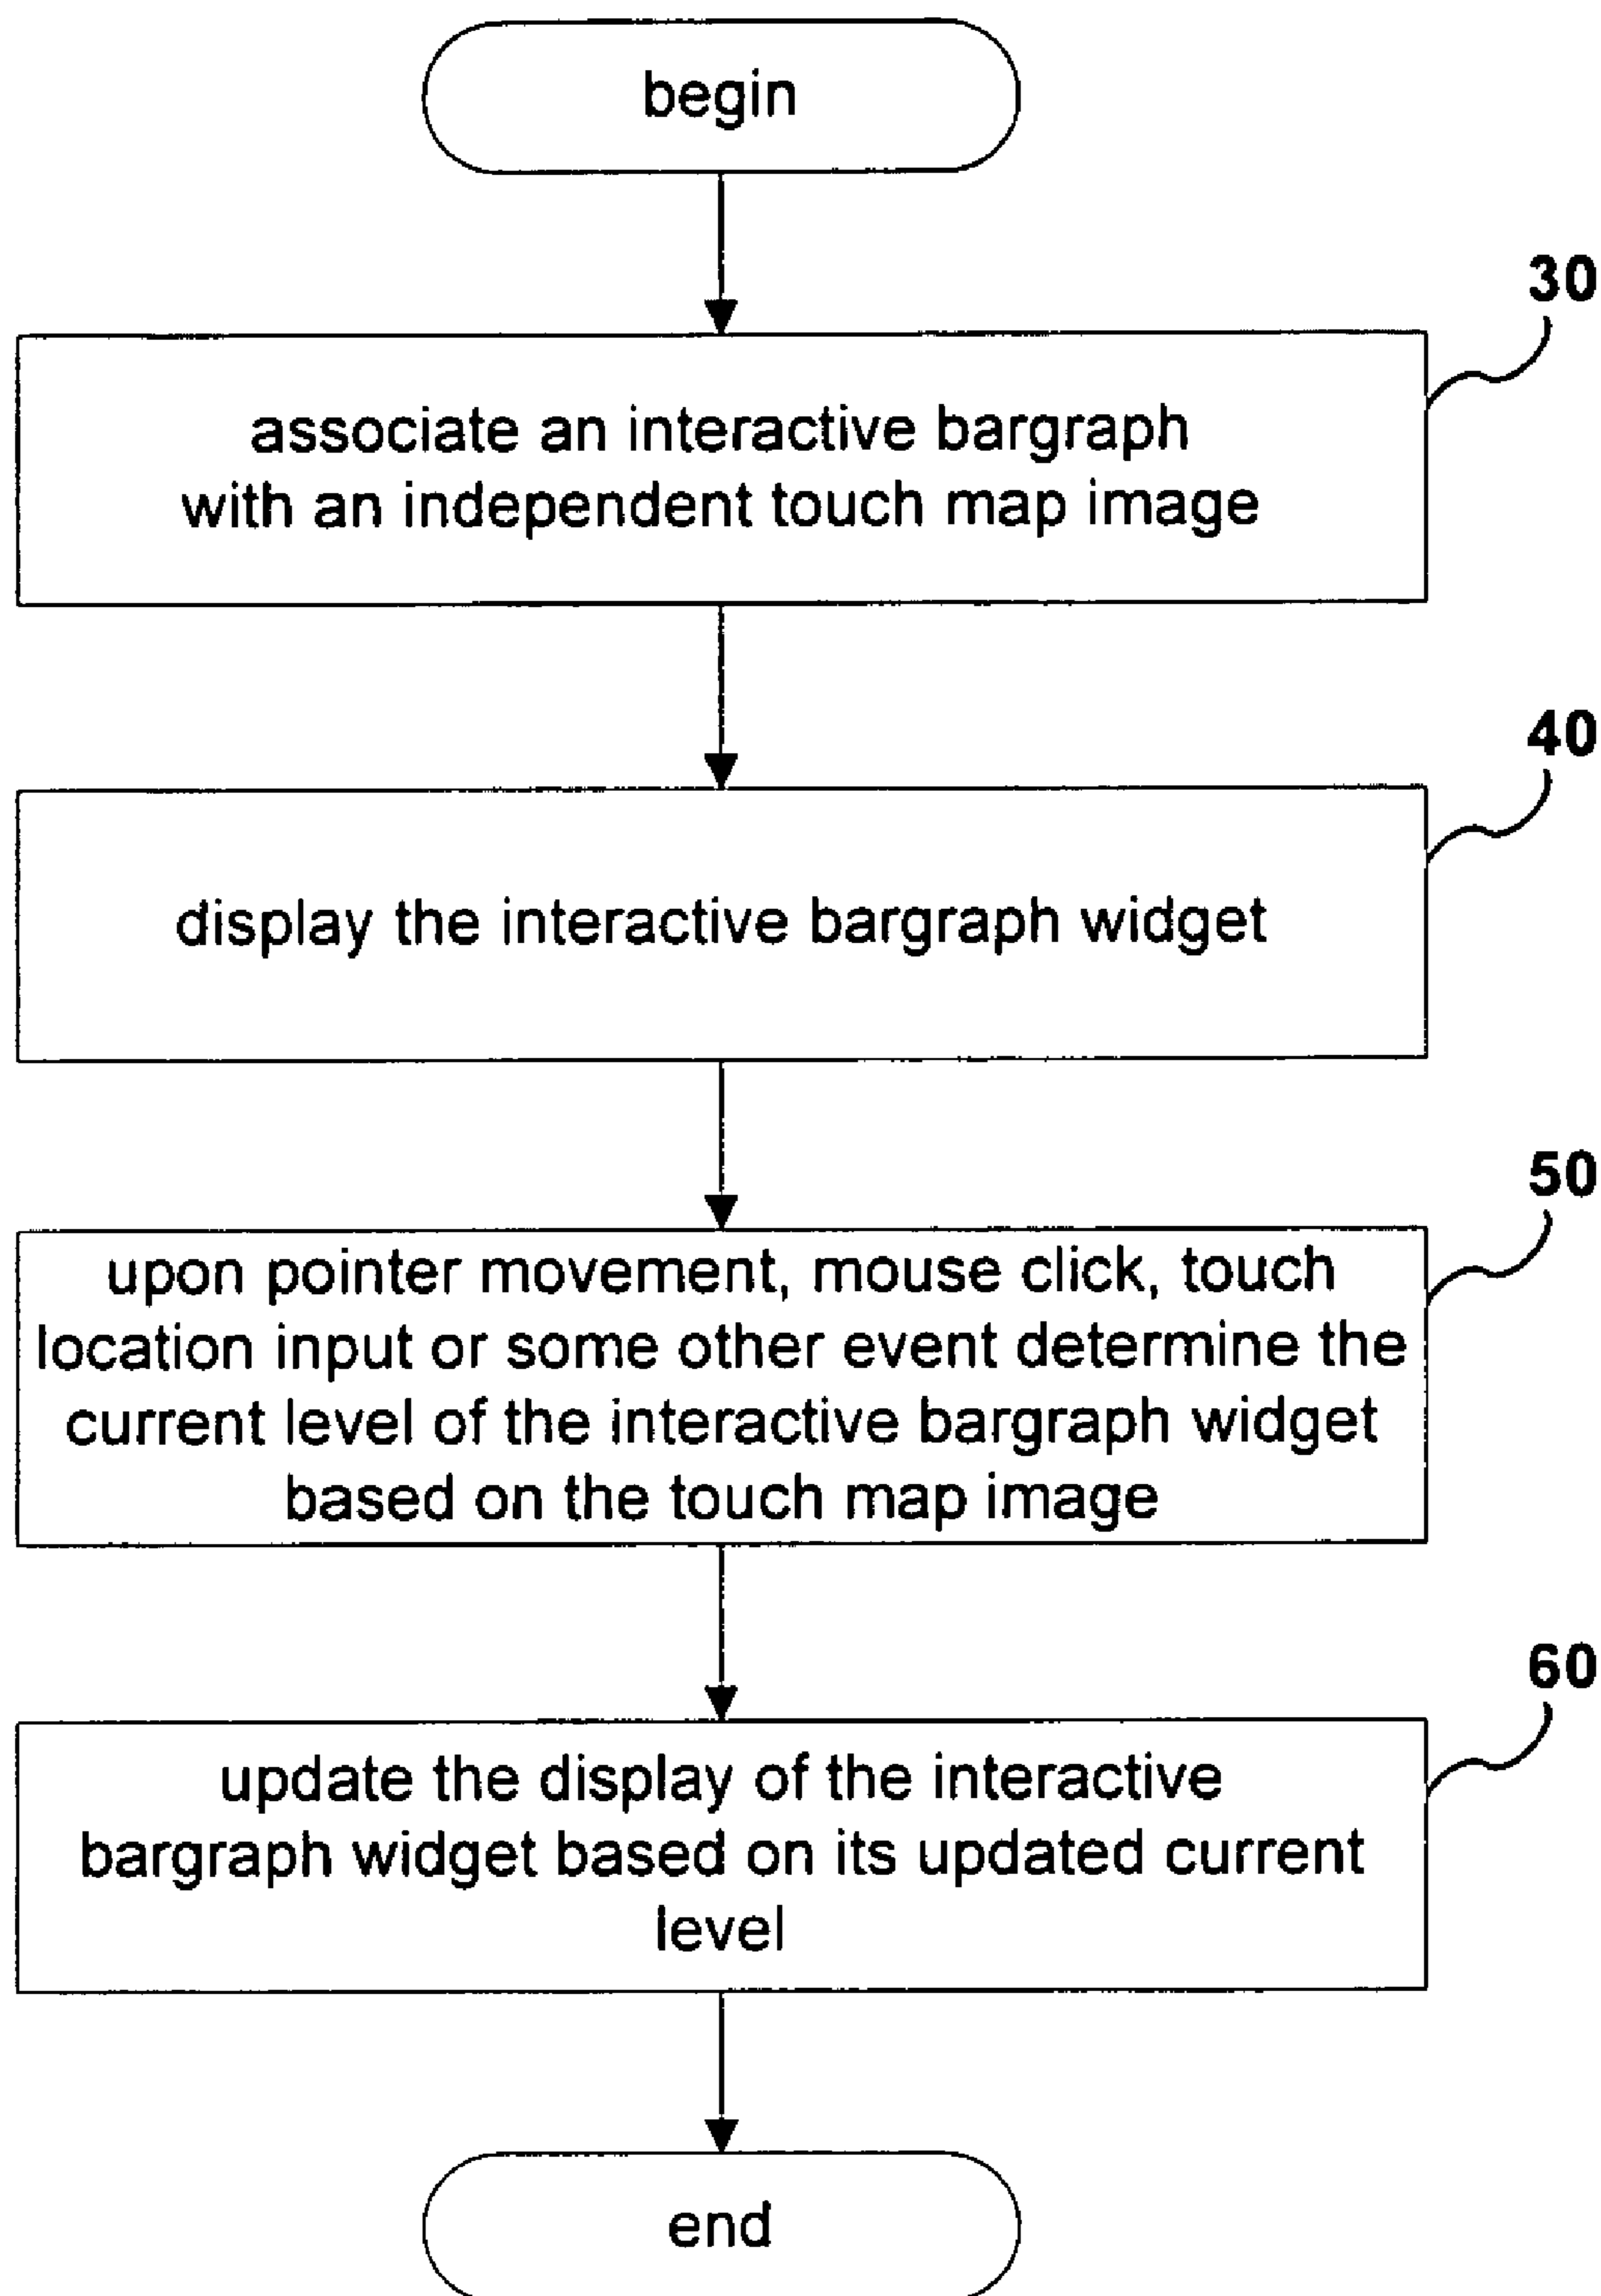 begin
30
associate an interactive bargraph
with an independent touch map image
40
display the interactive bargraph widget
50
upon pointer movement, mouse click, touch
location input or some other event determine the
current level of the interactive bargraph widget
based on the touch map image
60
update the display of the interactive
bargraph widget based on its updated current
level
end